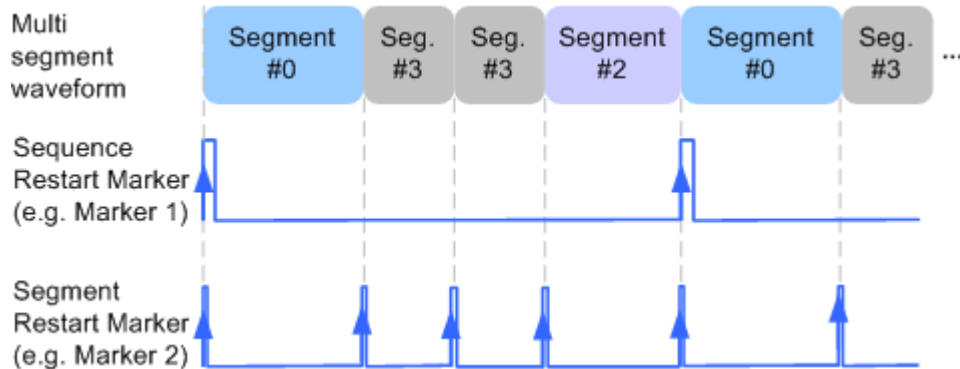 Multi
segment
waveform
Segment
#0
Seg.
#3
Seg.
#3
Segment
#2
Segment
#0
Seg.
#3
...
Sequence
Restart Marker
(e.g. Marker 1)
Segment
Restart Marker
(e.g. Marker 2)